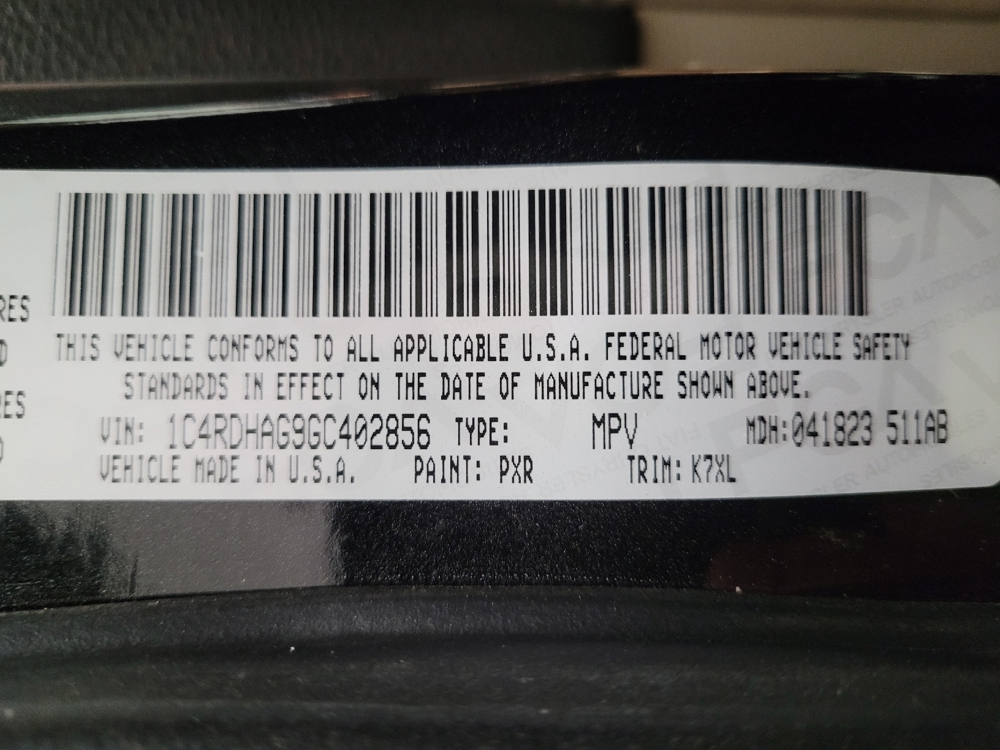 RES
THIS VEHICLE CONFORMS TO ALL APPLICABLE U.S.A. FEDERAL MOTOR VEHICLE SAFETY
STANDARDS IN EFFECT ON THE DATE OF MANUFACTURE SHOWN ABOVE.
VIN: 1C4RDHAG9GC402856 TYPE: MPV MDH:041823 511AB
VEHICLE MADE IN U.S.A. PAINT: PXR TRIM: K7XL